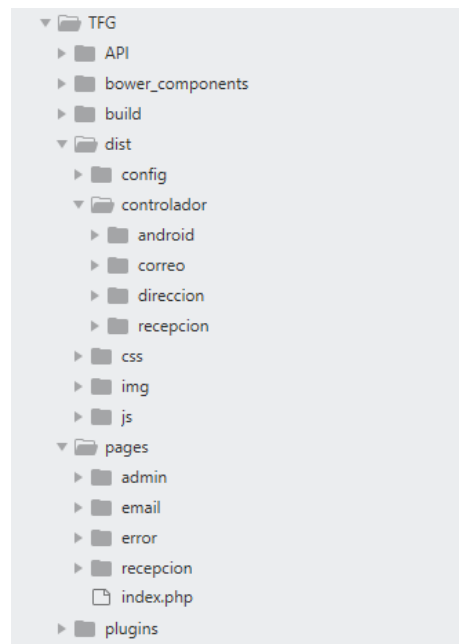 TFG
API
bower_components
build
dist
config
controlador
android
correo
direccion
recepcion
css
img
js
pages
admin
email
error
recepcion
index.php
plugins